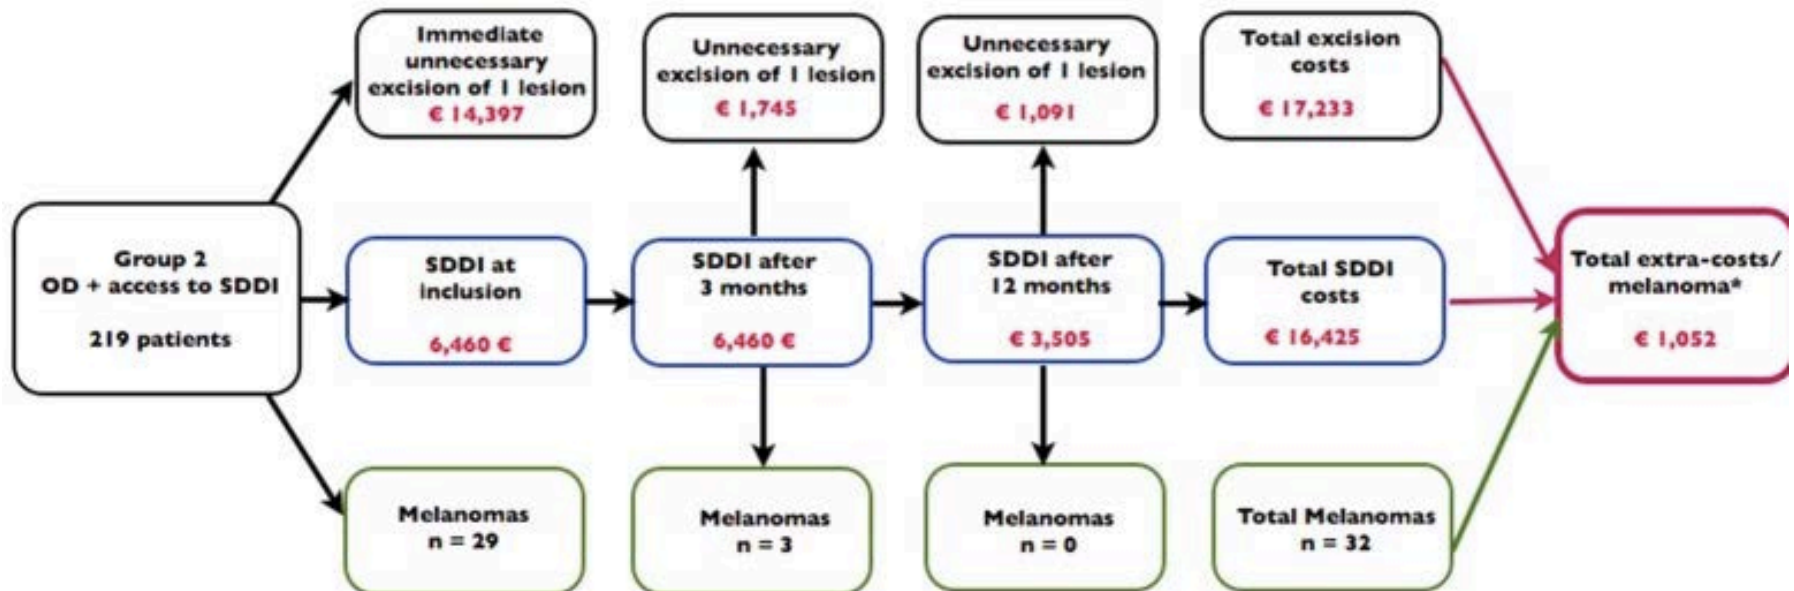 Immediate
unnecessary
excision of 1 lesion
€ 14,397
Unnecessary
excision of 1 lesion
€ 1,745
Unnecessary
excision of 1 lesion
€ 1,091
Total excision
costs
€ 17,233
Group 2
OD + access to SDDI
219 patients
SDDI at
inclusion
6,460 €
SDDI after
3 months
6,460 €
SDDI after
12 months
€ 3,505
Total SDDI
costs
€ 16,425
Total extra-costs/
melanoma*
€ 1,052
Melanomas
n = 29
Melanomas
n = 3
Melanomas
n = 0
Total Melanomas
n = 32